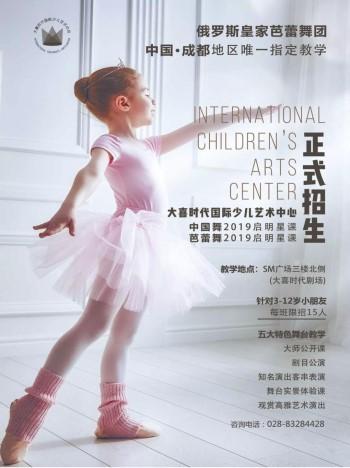 俄罗斯皇家芭蕾舞团
中国·成都地区唯一指定教学
INTERNATIONAL
CHILDREN'S
ARTS
CENTER
正式招生
大喜时代国际少儿艺术中心
中国舞2019启明星课
芭蕾舞2019启明星课
教学地点：SM广场三楼北侧
(大喜时代剧场)
针对3-12岁小朋友
每班限招15人
五大特色舞台教学
大师公开课
剧目公演
知名演出客串表演
舞台实景体验课
观赏高雅艺术演出
咨询电话：028-83284428